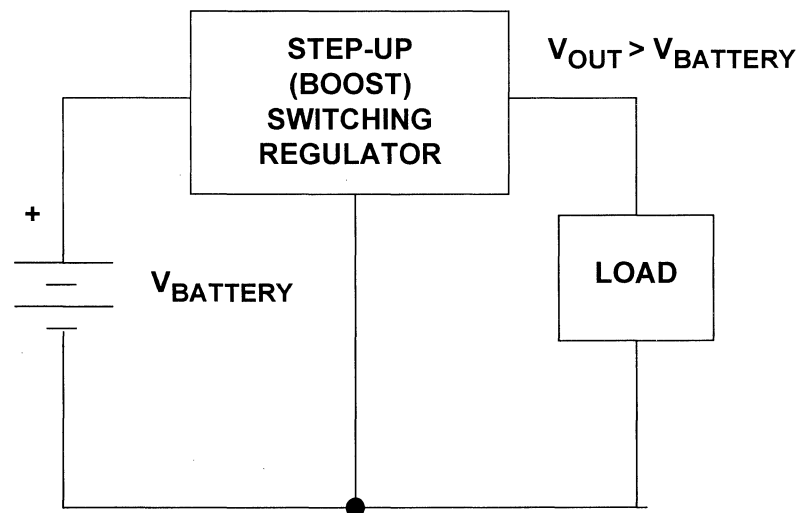 STEP-UP
(BOOST)
SWITCHING
REGULATOR
VOUT > VBATTERY
+
VBATTERY
LOAD